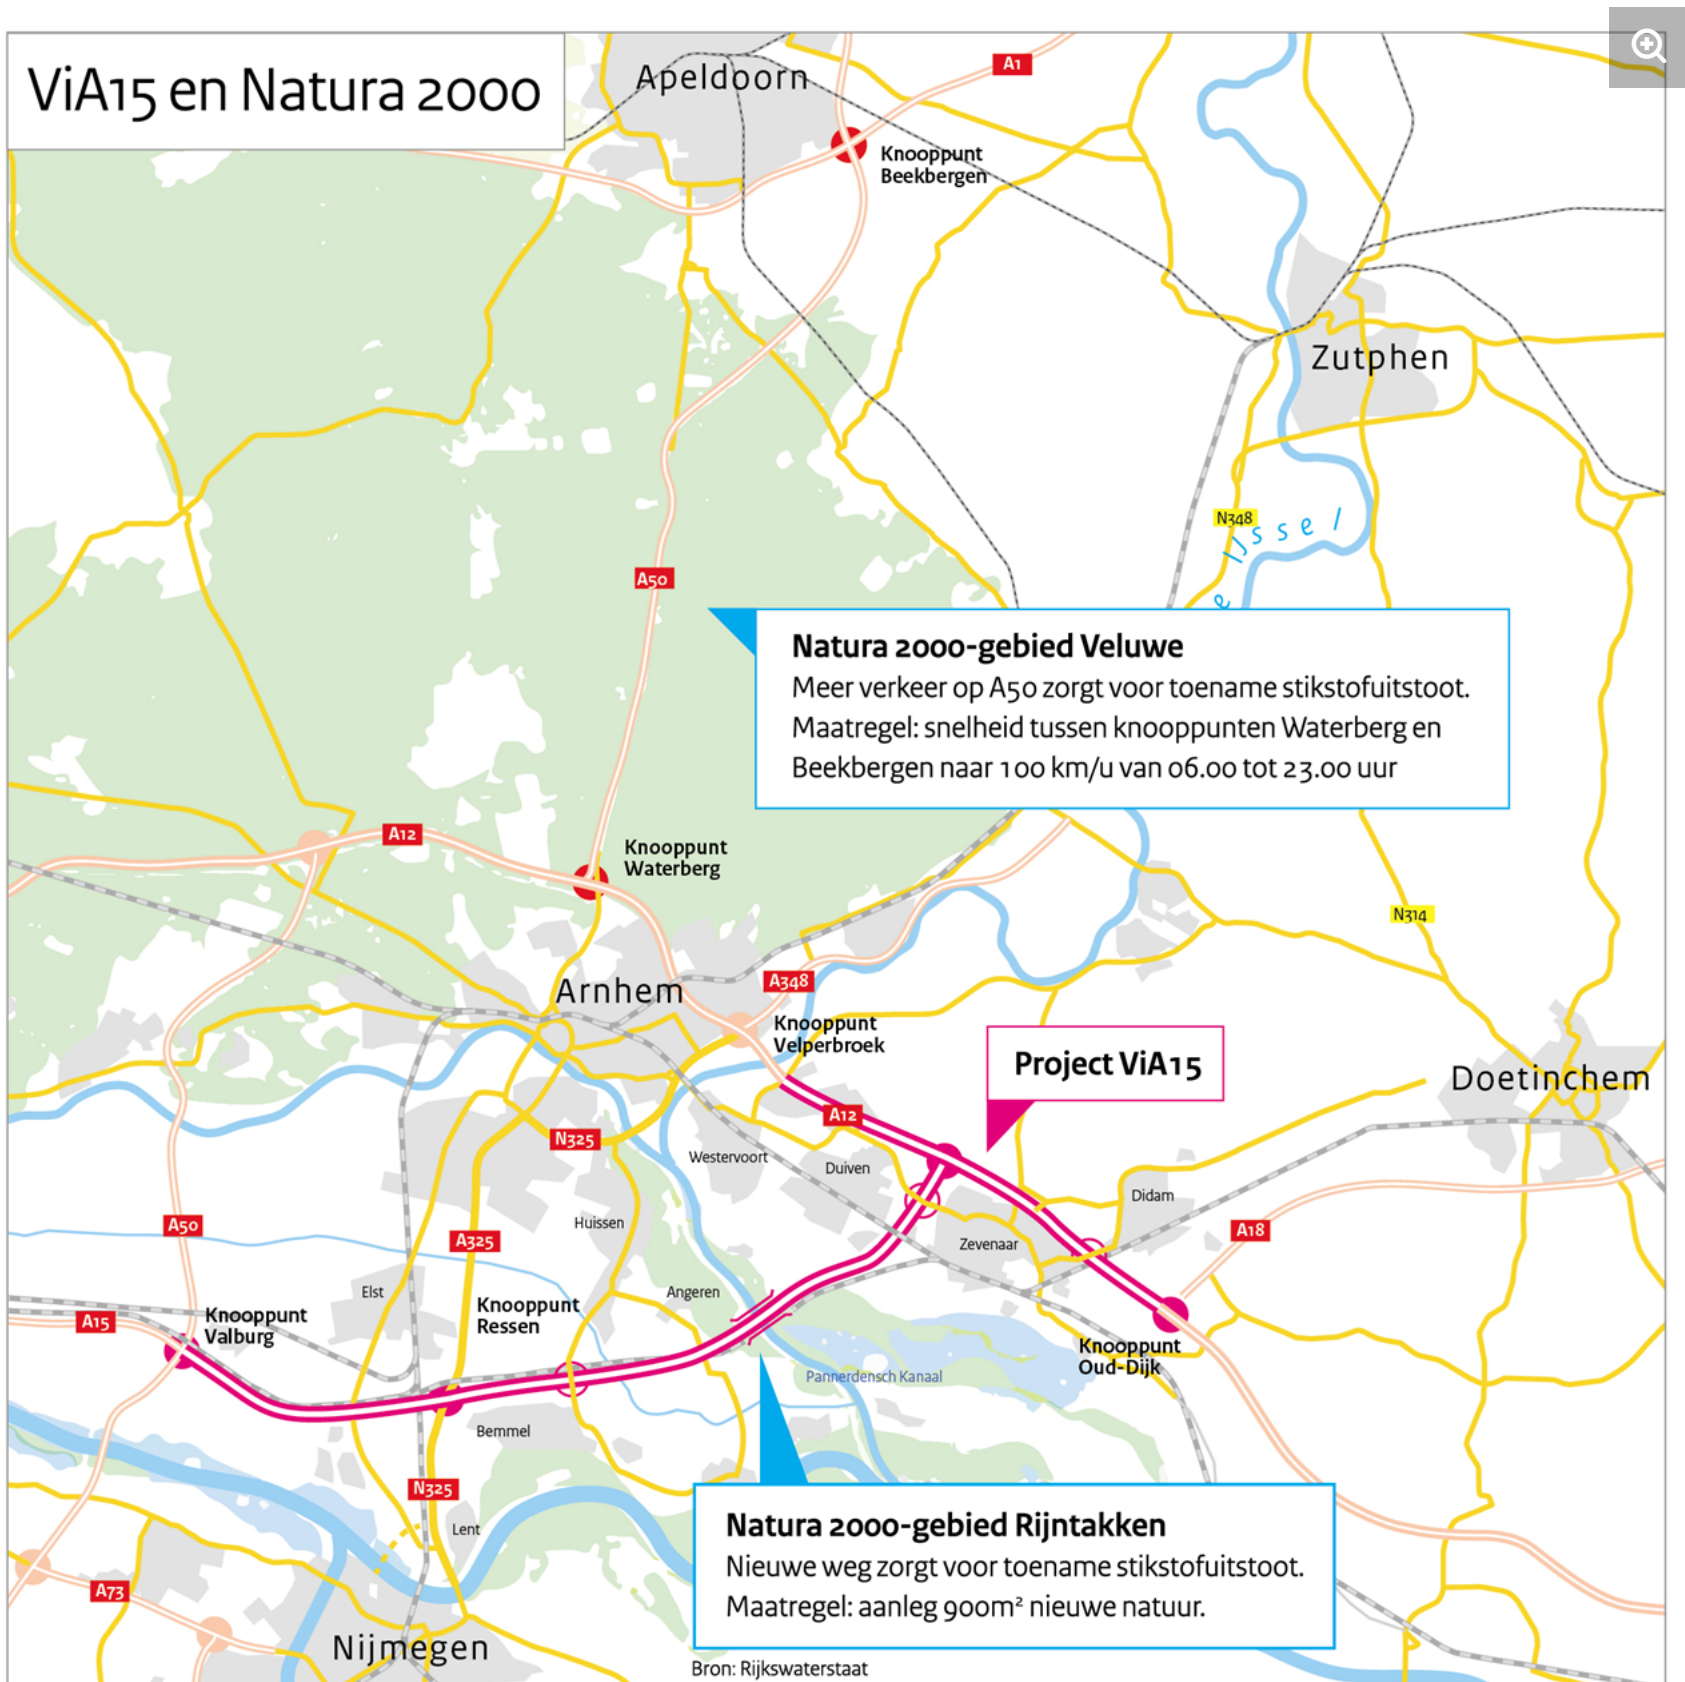 ViA15 en Natura 2000
Apeldoorn
A1
Knooppunt
Beekbergen
Zutphen
N348
IJssel
e
A50
Natura 2000-gebied Veluwe
Meer verkeer op A50 zorgt voor toename stikstofuitstoot.
Maatregel: snelheid tussen knooppunten Waterberg en
Beekbergen naar 100 km/u van 06.00 tot 23.00 uur
A12
Knooppunt
Waterberg
N314
Arnhem
A348
Knooppunt
Velperbroek
Project ViA15
Doetinchem
A12
N325
Westervoort
Duiven
Didam
A50
A325
Huissen
Zevenaar
A18
Elst
Angeren
Knooppunt
Ressen
A15
Knooppunt
Valburg
Knooppunt
Oud-Dijk
Pannerdensch Kanaal
Bemmel
N325
Lent
Natura 2000-gebied Rijntakken
Nieuwe weg zorgt voor toename stikstofuitstoot.
Maatregel: aanleg 900m² nieuwe natuur.
A73
Nijmegen
Bron: Rijkswaterstaat